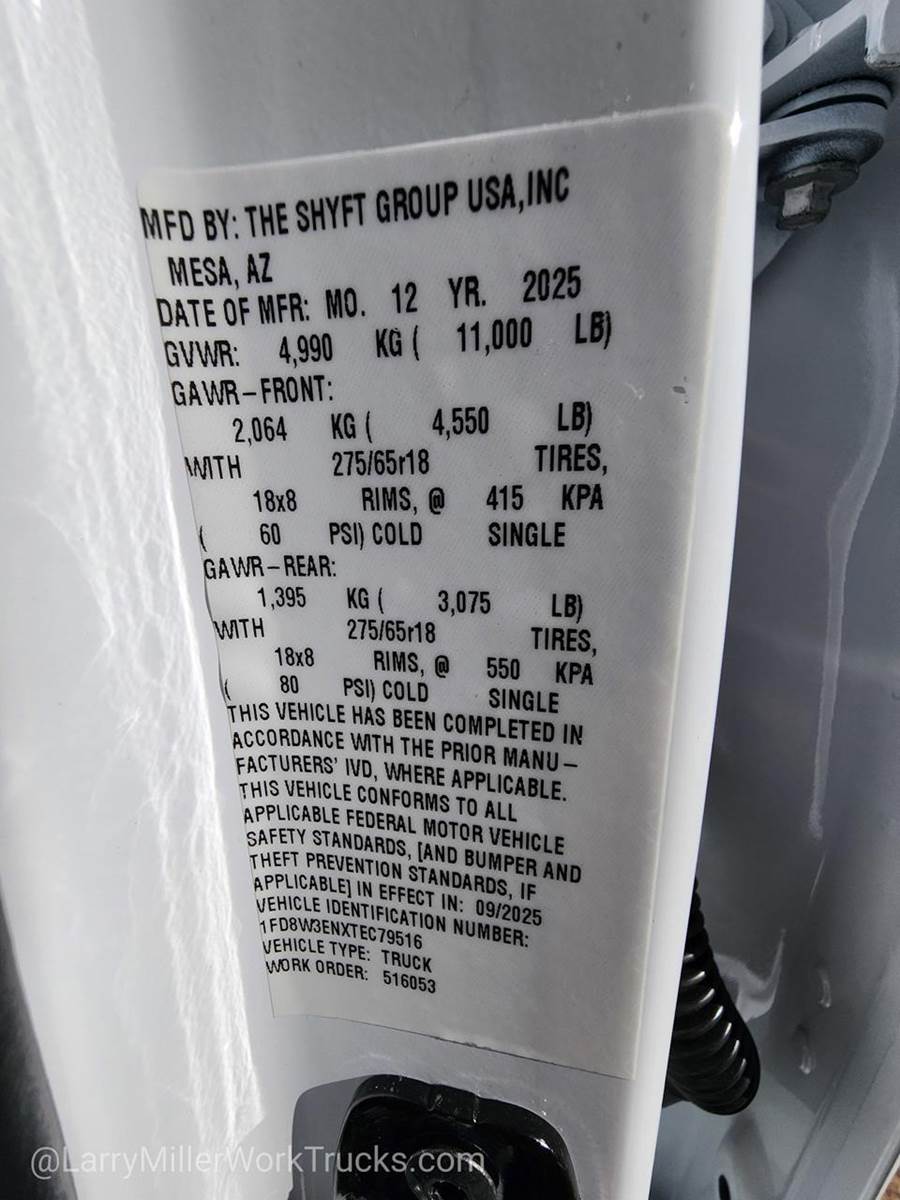 MFD BY: THE SHYFT GROUP USA,INC
MESA, AZ
DATE OF MFR: MO. 12 YR. 2025
GVWR: 4,990 KG ( 11,000 LB)
GAWR-FRONT:
2,064 KG ( 4,550 LB)
WITH 275/65r18 TIRES,
18x8 RIMS, @ 415 KPA
( 60 PSI) COLD SINGLE
GAWR-REAR:
1,395 KG ( 3,075 LB)
WITH 275/65r18 TIRES,
18x8 RIMS, @ 550 KPA
( 80 PSI) COLD SINGLE
THIS VEHICLE HAS BEEN COMPLETED IN
ACCORDANCE WITH THE PRIOR MANU-
FACTURERS' IVD, WHERE APPLICABLE.
THIS VEHICLE CONFORMS TO ALL
APPLICABLE FEDERAL MOTOR VEHICLE
SAFETY STANDARDS, [AND BUMPER AND
THEFT PREVENTION STANDARDS, IF
APPLICABLE] IN EFFECT IN: 09/2025
VEHICLE IDENTIFICATION NUMBER:
1FD8W3ENXTEC79516
VEHICLE TYPE: TRUCK
WORK ORDER: 516053
@LarryMillerWorkTrucks.com